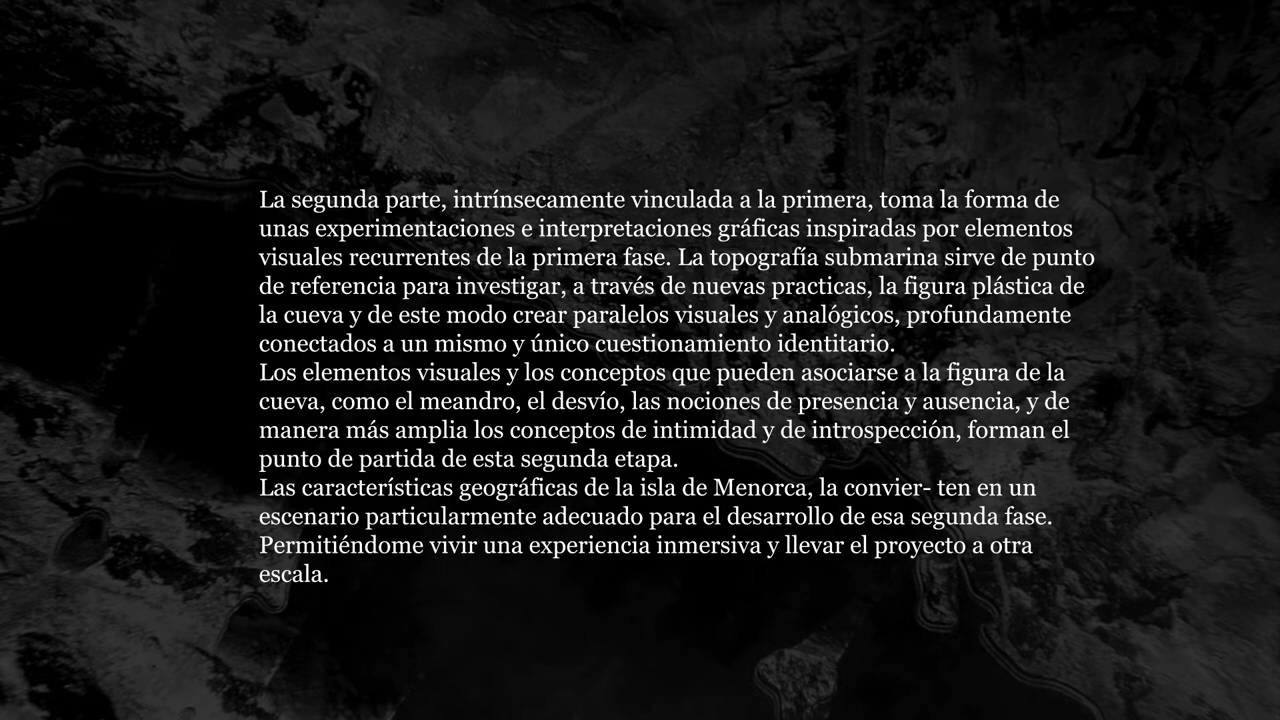 La segunda parte, intrínsecamente vinculada a la primera, toma la forma de
unas experimentaciones e interpretaciones gráficas inspiradas por elementos
visuales recurrentes de la primera fase. La topografía submarina sirve de punto
de referencia para investigar, a través de nuevas practicas, la figura plástica de
la cueva y de este modo crear paralelos visuales y analógicos, profundamente
conectados a un mismo y único cuestionamiento identitario.
Los elementos visuales y los conceptos que pueden asociarse a la figura de la
cueva, como el meandro, el desvío, las nociones de presencia y ausencia, y de
manera más amplia los conceptos de intimidad y de introspección, forman el
punto de partida de esta segunda etapa.
Las características geográficas de la isla de Menorca, la convier- ten en un
escenario particularmente adecuado para el desarrollo de esa segunda fase.
Permitiéndome vivir una experiencia inmersiva y llevar el proyecto a otra
escala.